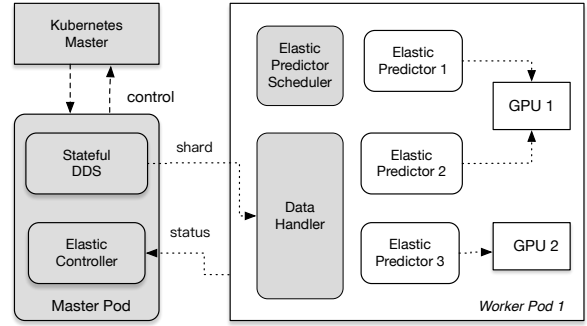 Kubernetes
Master
control
Stateful
DDS
shard
Elastic
Controller
status
Master Pod
Elastic
Predictor
Scheduler
Data
Handler
Elastic
Predictor 1
Elastic
Predictor 2
Elastic
Predictor 3
GPU 1
GPU 2
Worker Pod 1